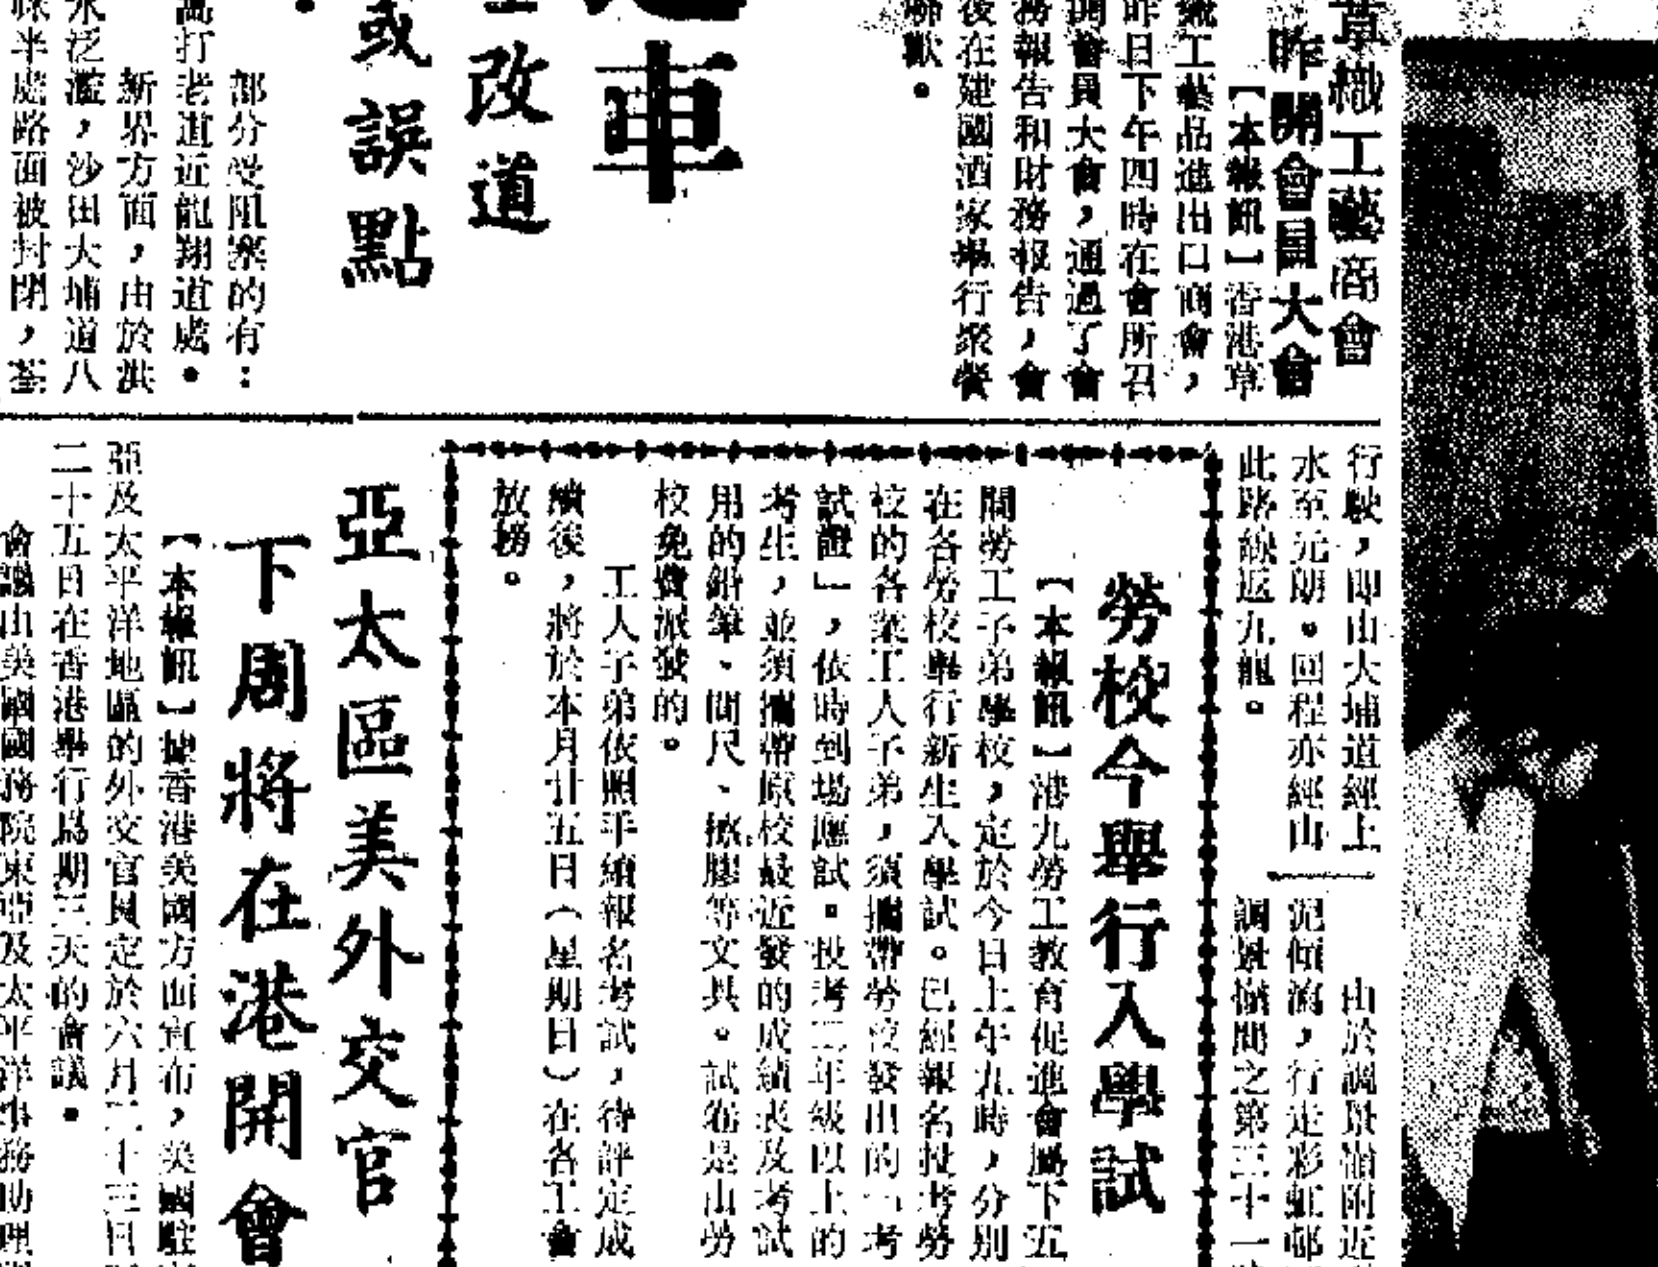 草織工藝商會
昨開會員大會
【本報訊】香港草
織工藝品進出口商會，
昨日下午四時在會所召
開會員大會，通過了會
務報告和財務報告，會
後在建國酒家舉行聚餐
聯歡。
車
改道
或誤點
部分受阻塞的有：
萬打老道近龍翔道處。
新界方面，由於洪
水泛濫，沙田大埔道八
咪半處路面被封閉，荃
行駛，即由大埔道經上
水至元朗。回程亦經由
此路線返九龍。
由於調景嶺附近
泥傾瀉，行走彩虹邨
調景嶺間之第三十一
勞校今舉行入學試
【本報訊】港九勞工教育促進會屬下五
間勞工子弟學校，定於今日上午九時，分別
在各勞校舉行新生入學試。已經報名投考勞
校的各業工人子弟，須攜帶勞校發出的「考
試證」，依時到場應試。投考二年級以上的
考生，並須攜帶原校最近發的成績表及考試
用的鉛筆、間尺、擦膠等文具。試卷是由勞
校免費派發的。
工人子弟依照手續報名考試，待評定成
績後，將於本月廿五日（星期日）在各工會
放榜。
亞太區美外交官
下周將在港開會
【本報訊】據香港美國方面宣布，美國駐
亞及太平洋地區的外交官員定於六月二十三日
二十五日在香港舉行爲期三天的會議。
會議由美國國務院東亞及太平洋事務助理